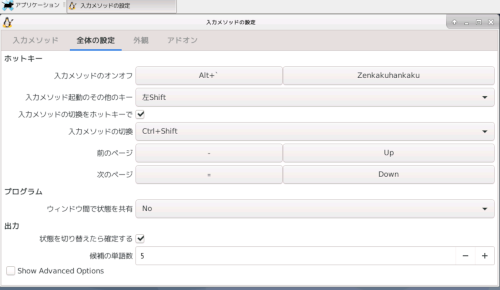 アプリケーション 入力メソッドの設定
入力メソッドの設定
入力メソッド 全体の設定 外観 アドオン
ホットキー
入力メソッドのオンオフ Alt+` Zenkakuhankaku
入力メソッド起動のその他のキー 左Shift
入力メソッドの切換をホットキーで
入力メソッドの切換 Ctrl+Shift
前のページ - Up
次のページ = Down
プログラム
ウィンドウ間で状態を共有 No
出力
状態を切り替えたら確定する
候補の単語数 5
Show Advanced Options